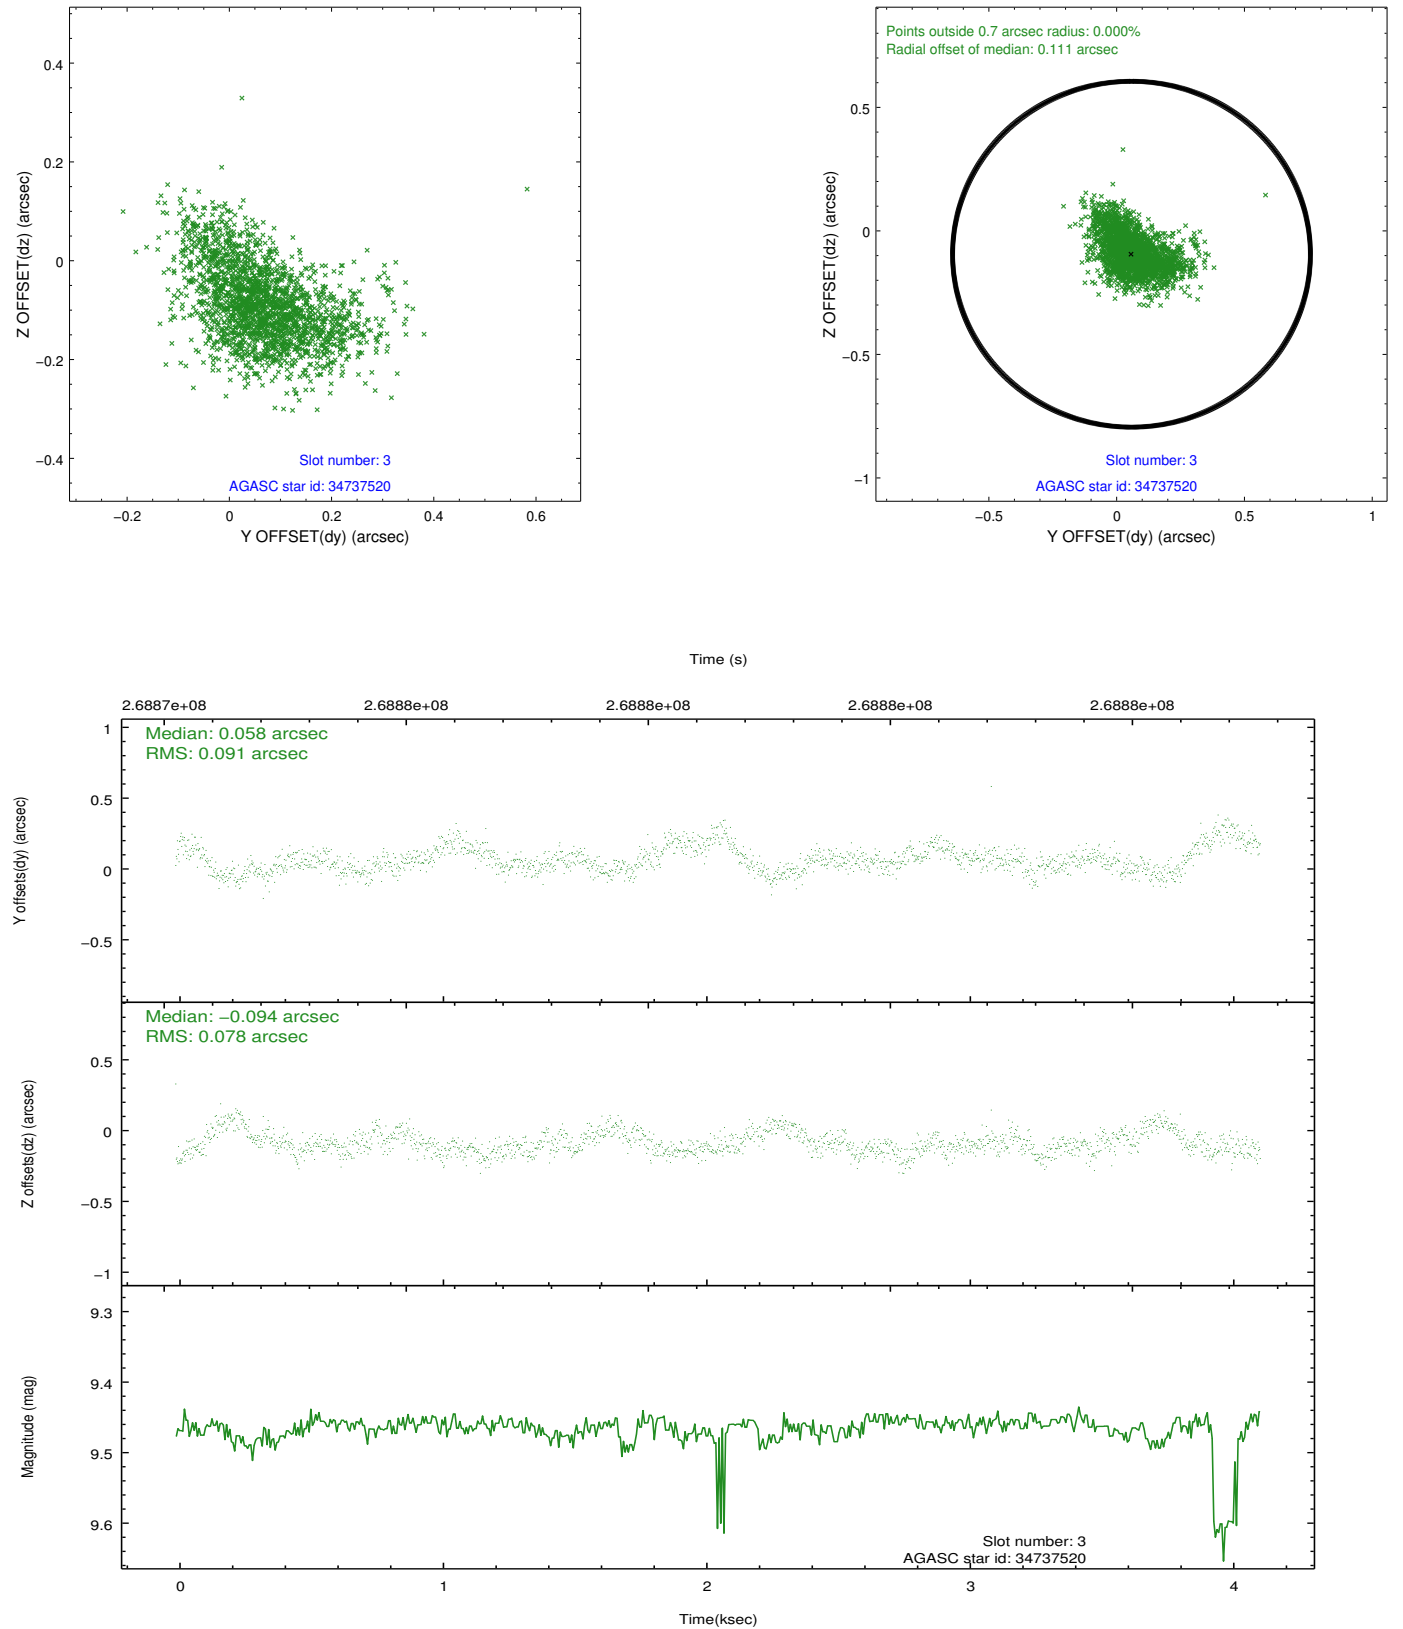 0.4
0.2
0
−0.2
−0.4
Z OFFSET(dz) (arcsec)
Slot number: 3
AGASC star id: 34737520
−0.2 0 0.2 0.4 0.6
Y OFFSET(dy) (arcsec)
Points outside 0.7 arcsec radius: 0.000%
Radial offset of median: 0.111 arcsec
0.5
0
−0.5
−1
Z OFFSET(dz) (arcsec)
Slot number: 3
AGASC star id: 34737520
−0.5 0 0.5 1
Y OFFSET(dy) (arcsec)
Time (s)
2.6887e+08 2.6888e+08 2.6888e+08 2.6888e+08 2.6888e+08
Median: 0.058 arcsec
RMS: 0.091 arcsec
1
0.5
0
−0.5
Y offsets(dy) (arcsec)
Median: −0.094 arcsec
RMS: 0.078 arcsec
0.5
0
−0.5
−1
Z offsets(dz) (arcsec)
9.3
9.4
9.5
9.6
Magnitude (mag)
Slot number: 3
AGASC star id: 34737520
0 1 2 3 4
Time(ksec)